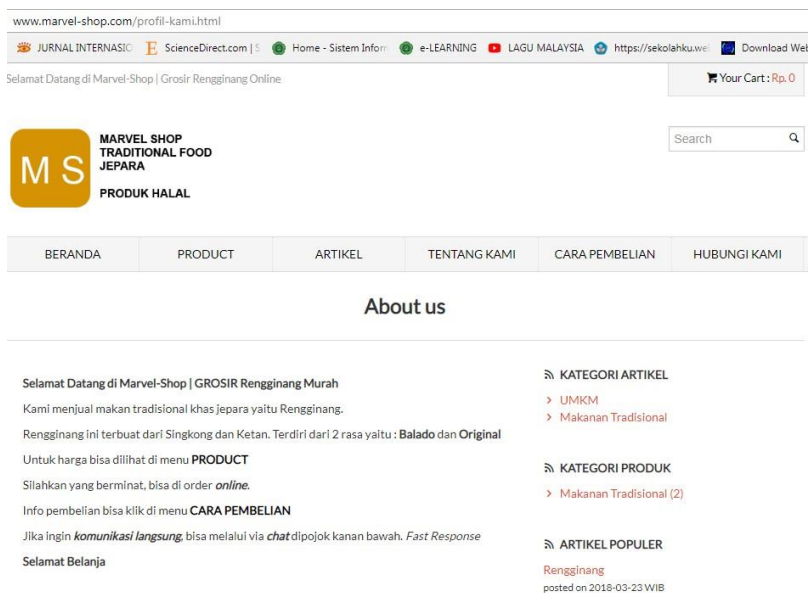 www.marvel-shop.com/profil-kami.html
JURNAL INTERNASIO ScienceDirect.com | S Home - Sistem Inform e-LEARNING LAGU MALAYSIA https://sekolahku.we Download Web
Selamat Datang di Marvel-Shop | Grosir Rengginang Online
Your Cart : Rp. 0
MS
MARVEL SHOP
TRADITIONAL FOOD
JEPARA
PRODUK HALAL
Search
BERANDA PRODUCT ARTIKEL TENTANG KAMI CARA PEMBELIAN HUBUNGI KAMI
About us
Selamat Datang di Marvel-Shop | GROSIR Rengginang Murah
Kami menjual makan tradisional khas jepara yaitu Rengginang.
Rengginang ini terbuat dari Singkong dan Ketan. Terdiri dari 2 rasa yaitu : Balado dan Original
Untuk harga bisa dilihat di menu PRODUCT
Silahkan yang berminat, bisa di order online.
Info pembelian bisa klik di menu CARA PEMBELIAN
Jika ingin komunikasi langsung, bisa melalui via chat dipojok kanan bawah. Fast Response
Selamat Belanja
KATEGORI ARTIKEL
UMKM
Makanan Tradisional
KATEGORI PRODUK
Makanan Tradisional (2)
ARTIKEL POPULER
Rengginang
posted on 2018-03-23 WIB